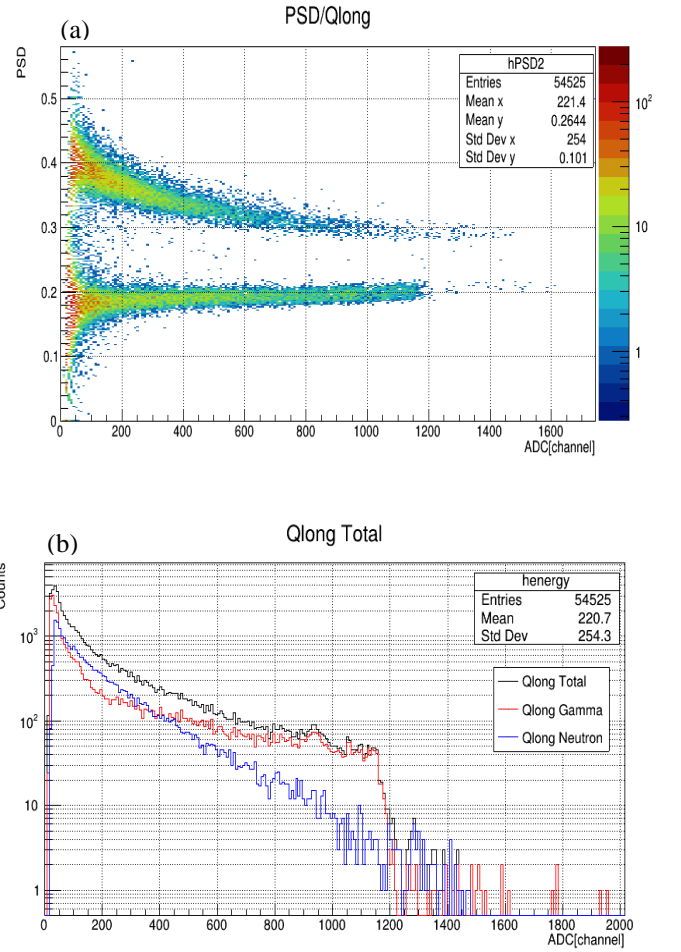 (a)
PSD/Qlong
PSD
hPSD2
Entries 54525
Mean x 221.4
Mean y 0.2644
Std Dev x 254
Std Dev y 0.101
0.5
0.4
0.3
0.2
0.1
0
10²
10
1
0 200 400 600 800 1000 1200 1400 1600
ADC[channel]
(b)
Qlong Total
Counts
henergy
Entries 54525
Mean 220.7
Std Dev 254.3
Qlong Total
Qlong Gamma
Qlong Neutron
10³
10²
10
1
0 200 400 600 800 1000 1200 1400 1600 1800 2000
ADC[channel]